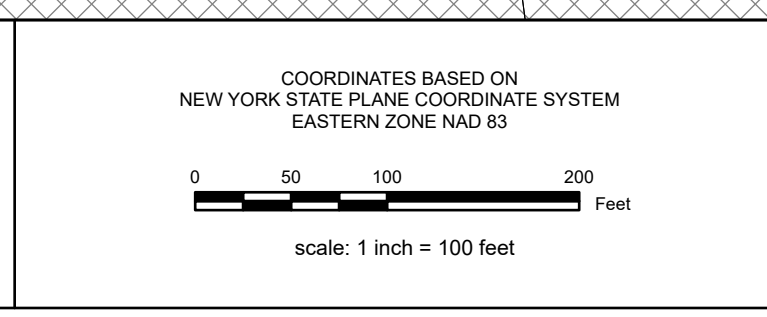 COORDINATES BASED ON
NEW YORK STATE PLANE COORDINATE SYSTEM
EASTERN ZONE NAD 83
0 50 100 200
Feet
scale: 1 inch = 100 feet